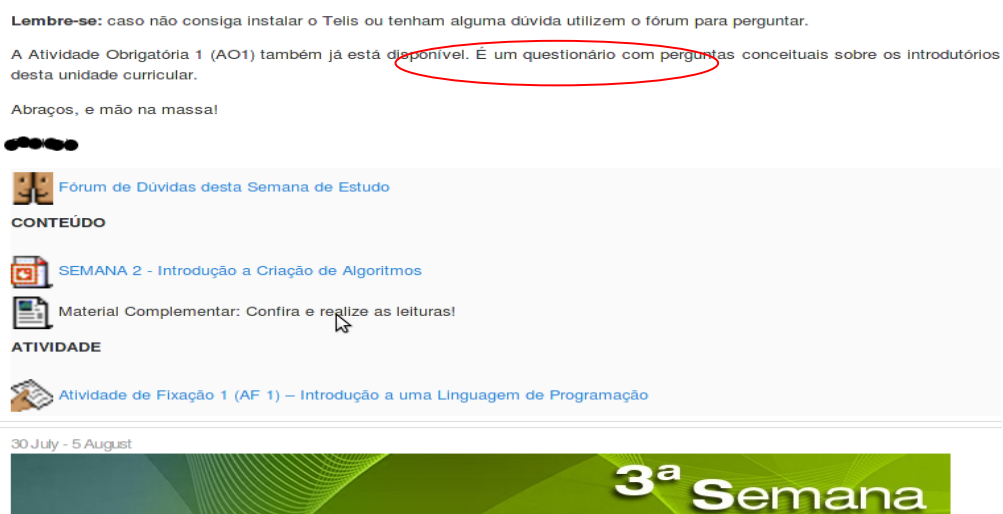 Lembre-se: caso não consiga instalar o Telis ou tenham alguma dúvida utilizem o fórum para perguntar.
A Atividade Obrigatória 1 (AO1) também já está disponível. É um questionário com perguntas conceituais sobre os introdutórios
desta unidade curricular.
Abraços, e mão na massa!
Fórum de Dúvidas desta Semana de Estudo
CONTEÚDO
SEMANA 2 - Introdução a Criação de Algoritmos
Material Complementar: Confira e realize as leituras!
ATIVIDADE
Atividade de Fixação 1 (AF 1) – Introdução a uma Linguagem de Programação
30 July - 5 August
3ª Semana